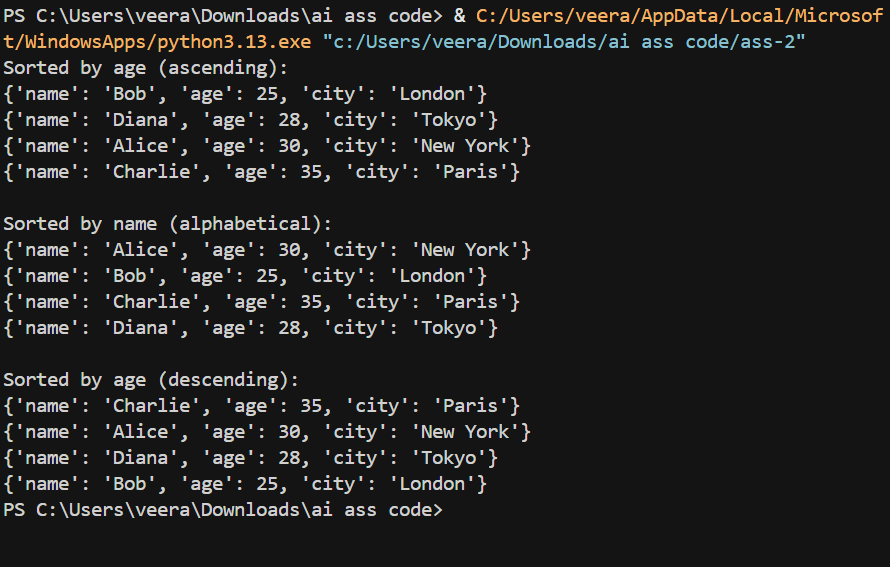 PS C:\Users\veera\Downloads\ai ass code> & C:/Users/veera/AppData/Local/Microsof
t/WindowsApps/python3.13.exe "c:/Users/veera/Downloads/ai ass code/ass-2"
Sorted by age (ascending):
{'name': 'Bob', 'age': 25, 'city': 'London'}
{'name': 'Diana', 'age': 28, 'city': 'Tokyo'}
{'name': 'Alice', 'age': 30, 'city': 'New York'}
{'name': 'Charlie', 'age': 35, 'city': 'Paris'}

Sorted by name (alphabetical):
{'name': 'Alice', 'age': 30, 'city': 'New York'}
{'name': 'Bob', 'age': 25, 'city': 'London'}
{'name': 'Charlie', 'age': 35, 'city': 'Paris'}
{'name': 'Diana', 'age': 28, 'city': 'Tokyo'}

Sorted by age (descending):
{'name': 'Charlie', 'age': 35, 'city': 'Paris'}
{'name': 'Alice', 'age': 30, 'city': 'New York'}
{'name': 'Diana', 'age': 28, 'city': 'Tokyo'}
{'name': 'Bob', 'age': 25, 'city': 'London'}
PS C:\Users\veera\Downloads\ai ass code>